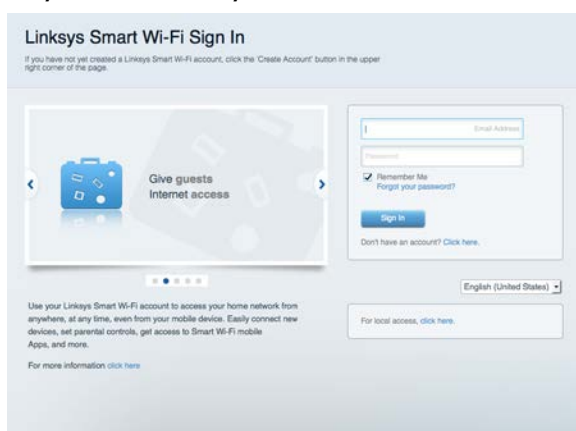 Linksys Smart Wi-Fi Sign In
If you have not yet created a Linksys Smart Wi-Fi account, click the 'Create Account' button in the upper
right corner of the page.
Give guests
Internet access
Email Address
Password
Remember Me
Forgot your password?
Sign In
Don't have an account? Click here.
English (United States)
Use your Linksys Smart Wi-Fi account to access your home network from
anywhere, at any time, even from your mobile device. Easily connect new
devices, set parental controls, get access to Smart Wi-Fi mobile
Apps, and more.
For local access, click here.
For more information click here